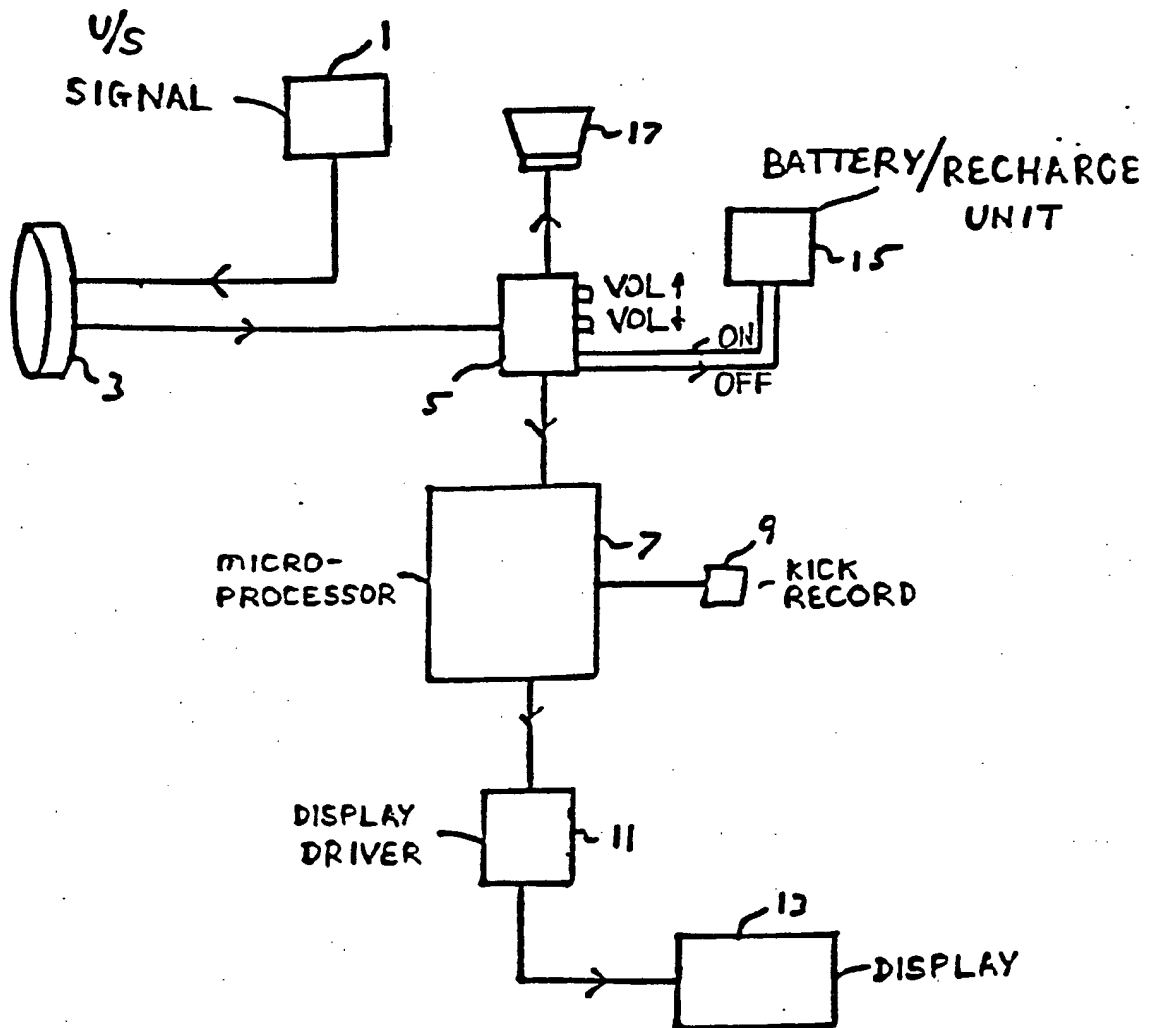 U/S
SIGNAL
1
17
BATTERY/RECHARGE
UNIT
15
VOL↑
VOL↓
ON
OFF
3
5
MICRO-
PROCESSOR
7
9
KICK
RECORD
DISPLAY
DRIVER
11
13
DISPLAY